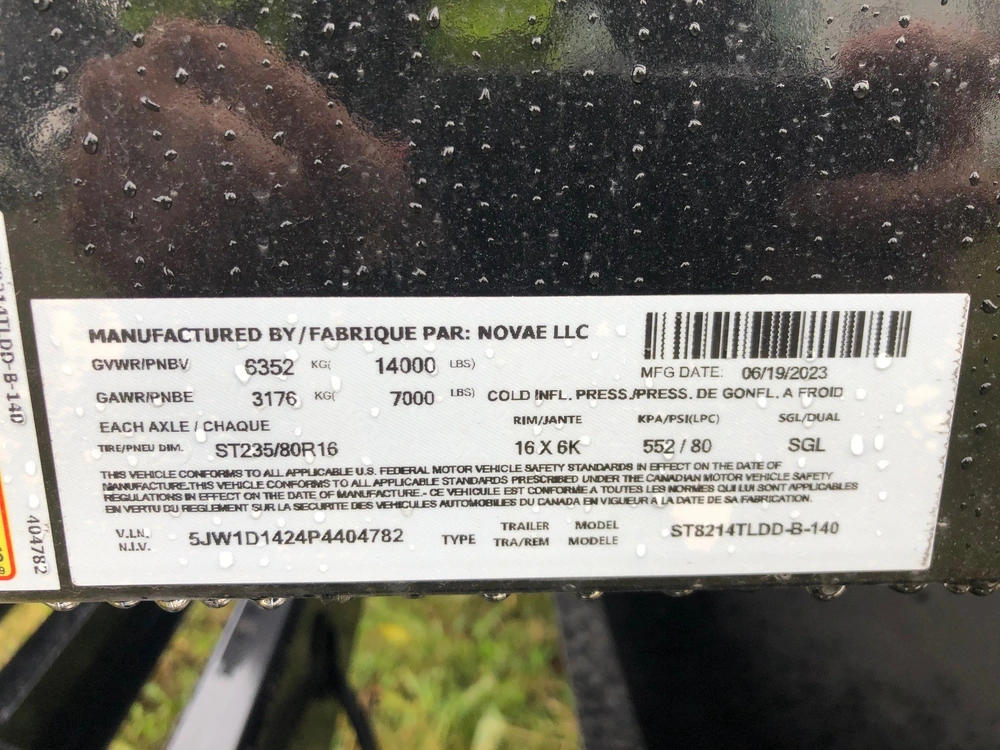 MANUFACTURED BY/FABRIQUE PAR: NOVAE LLC
GVWR/PNBV 6352 KG( 14000 LBS) MFG DATE: 06/19/2023
GAWR/PNBE 3176 KG( 7000 LBS) COLD INFL. PRESS./PRESS. DE GONFL. A FROID
EACH AXLE / CHAQUE RIM/JANTE KPA/PSI(LPC) SGL/DUAL
TIRE/PNEU DIM. ST235/80R16 16 X 6K 552 / 80 SGL
THIS VEHICLE CONFORMS TO ALL APPLICABLE U.S. FEDERAL MOTOR VEHICLE SAFETY STANDARDS IN EFFECT ON THE DATE OF
MANUFACTURE.THIS VEHICLE CONFORMS TO ALL APPLICABLE STANDARDS PRESCRIBED UNDER THE CANADIAN MOTOR VEHICLE SAFETY
REGULATIONS IN EFFECT ON THE DATE OF MANUFACTURE.- CE VEHICULE EST CONFORME A TOUTES LES NORMES QUI LUI SONT APPLICABLES
EN VERTU DU REGLEMENT SUR LA SECURITE DES VEHICULES AUTOMOBILES DU CANADA EN VIGUEUR A LA DATE DE SA FABRICATION.
V.I.N. 5JW1D1424P4404782 TYPE TRAILER MODEL ST8214TLDD-B-140
N.I.V. TRA/REM MODELE
14TLDD-B-140
404782